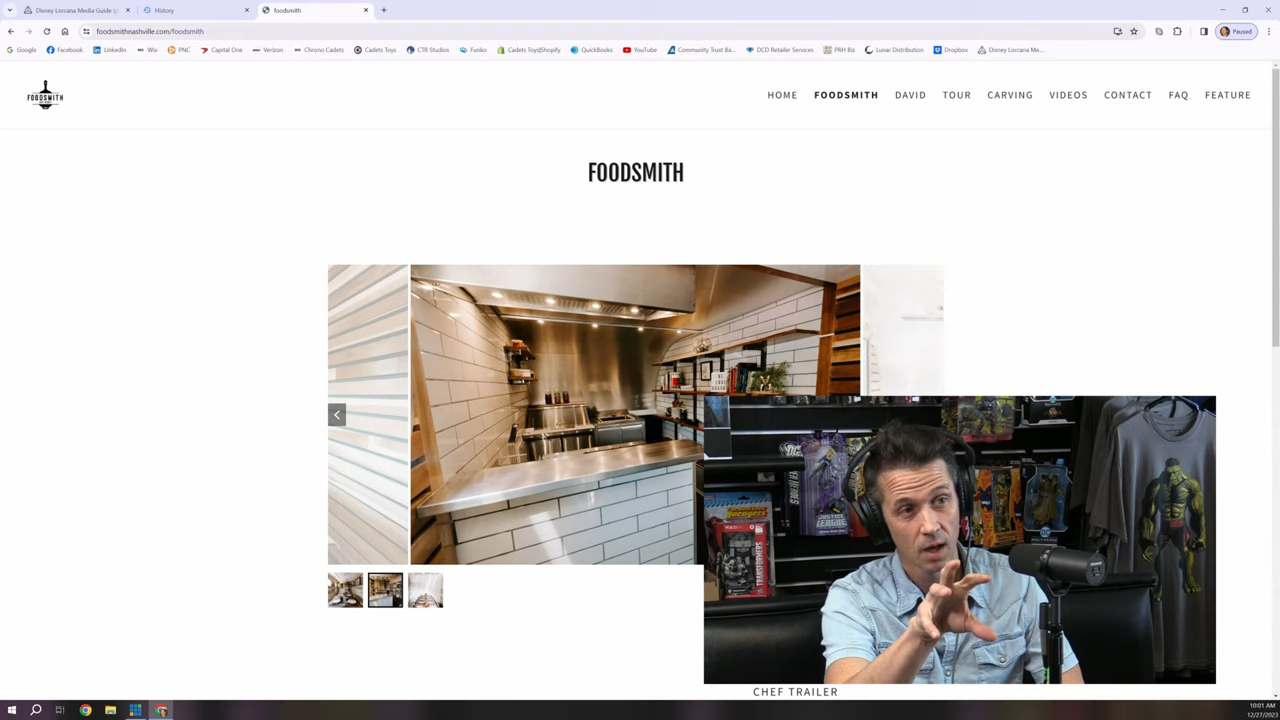 Disney Lorcana Media Guide (p
History
foodsmith
foodsmithnashville.com/foodsmith
Paused
Google
Facebook
LinkedIn
Wix
PNC
Capital One
Verizon
Chrono Cadets
Cadets Toys
CTR Studios
Funko
Cadets Toys|Shopify
QuickBooks
YouTube
Community Trust Ba...
DCD Retailer Services
PRH Biz
Lunar Distribution
Dropbox
Disney Lorcana Me...
FOODSMITH
HOME
FOODSMITH
DAVID
TOUR
CARVING
VIDEOS
CONTACT
FAQ
FEATURE
FOODSMITH
JUSTICE
LEAGUE
AVENGERS
TRANSFORMERS
CHEF TRAILER
10:01 AM
12/27/2023